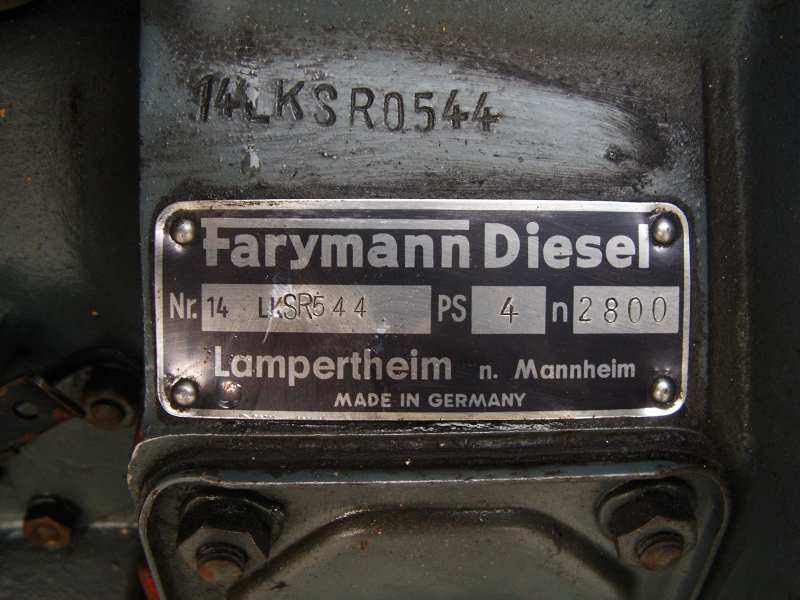 14LKSR0544
Farymann Diesel
Nr. 14 LKSR544 PS 4 n 2800
Lampertheim n. Mannheim
MADE IN GERMANY